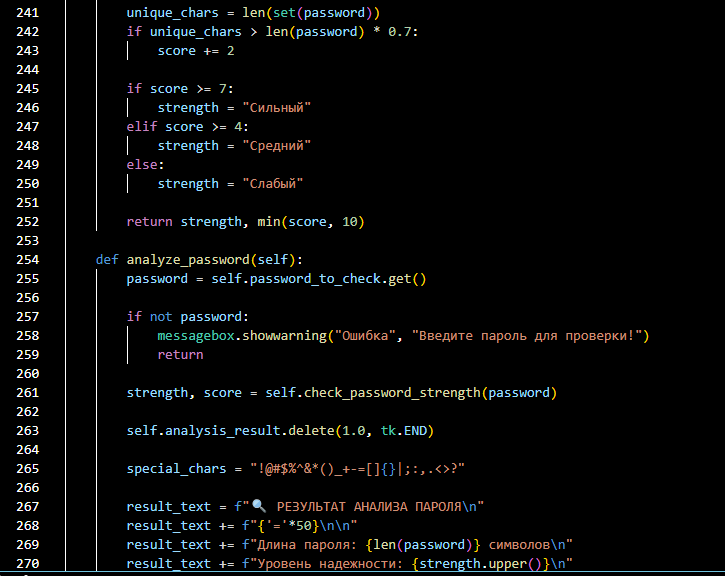 241 unique_chars = len(set(password))
242 if unique_chars > len(password) * 0.7:
243 score += 2
244
245 if score >= 7:
246 strength = "Сильный"
247 elif score >= 4:
248 strength = "Средний"
249 else:
250 strength = "Слабый"
251
252 return strength, min(score, 10)
253
254 def analyze_password(self):
255 password = self.password_to_check.get()
256
257 if not password:
258 messagebox.showwarning("Ошибка", "Введите пароль для проверки!")
259 return
260
261 strength, score = self.check_password_strength(password)
262
263 self.analysis_result.delete(1.0, tk.END)
264
265 special_chars = "!@#$%^&*()_+-=[]{}|;:,.<>?"
266
267 result_text = f"🔍 РЕЗУЛЬТАТ АНАЛИЗА ПАРОЛЯ\n"
268 result_text += f"{'='*50}\n\n"
269 result_text += f"Длина пароля: {len(password)} символов\n"
270 result_text += f"Уровень надежности: {strength.upper()}\n"